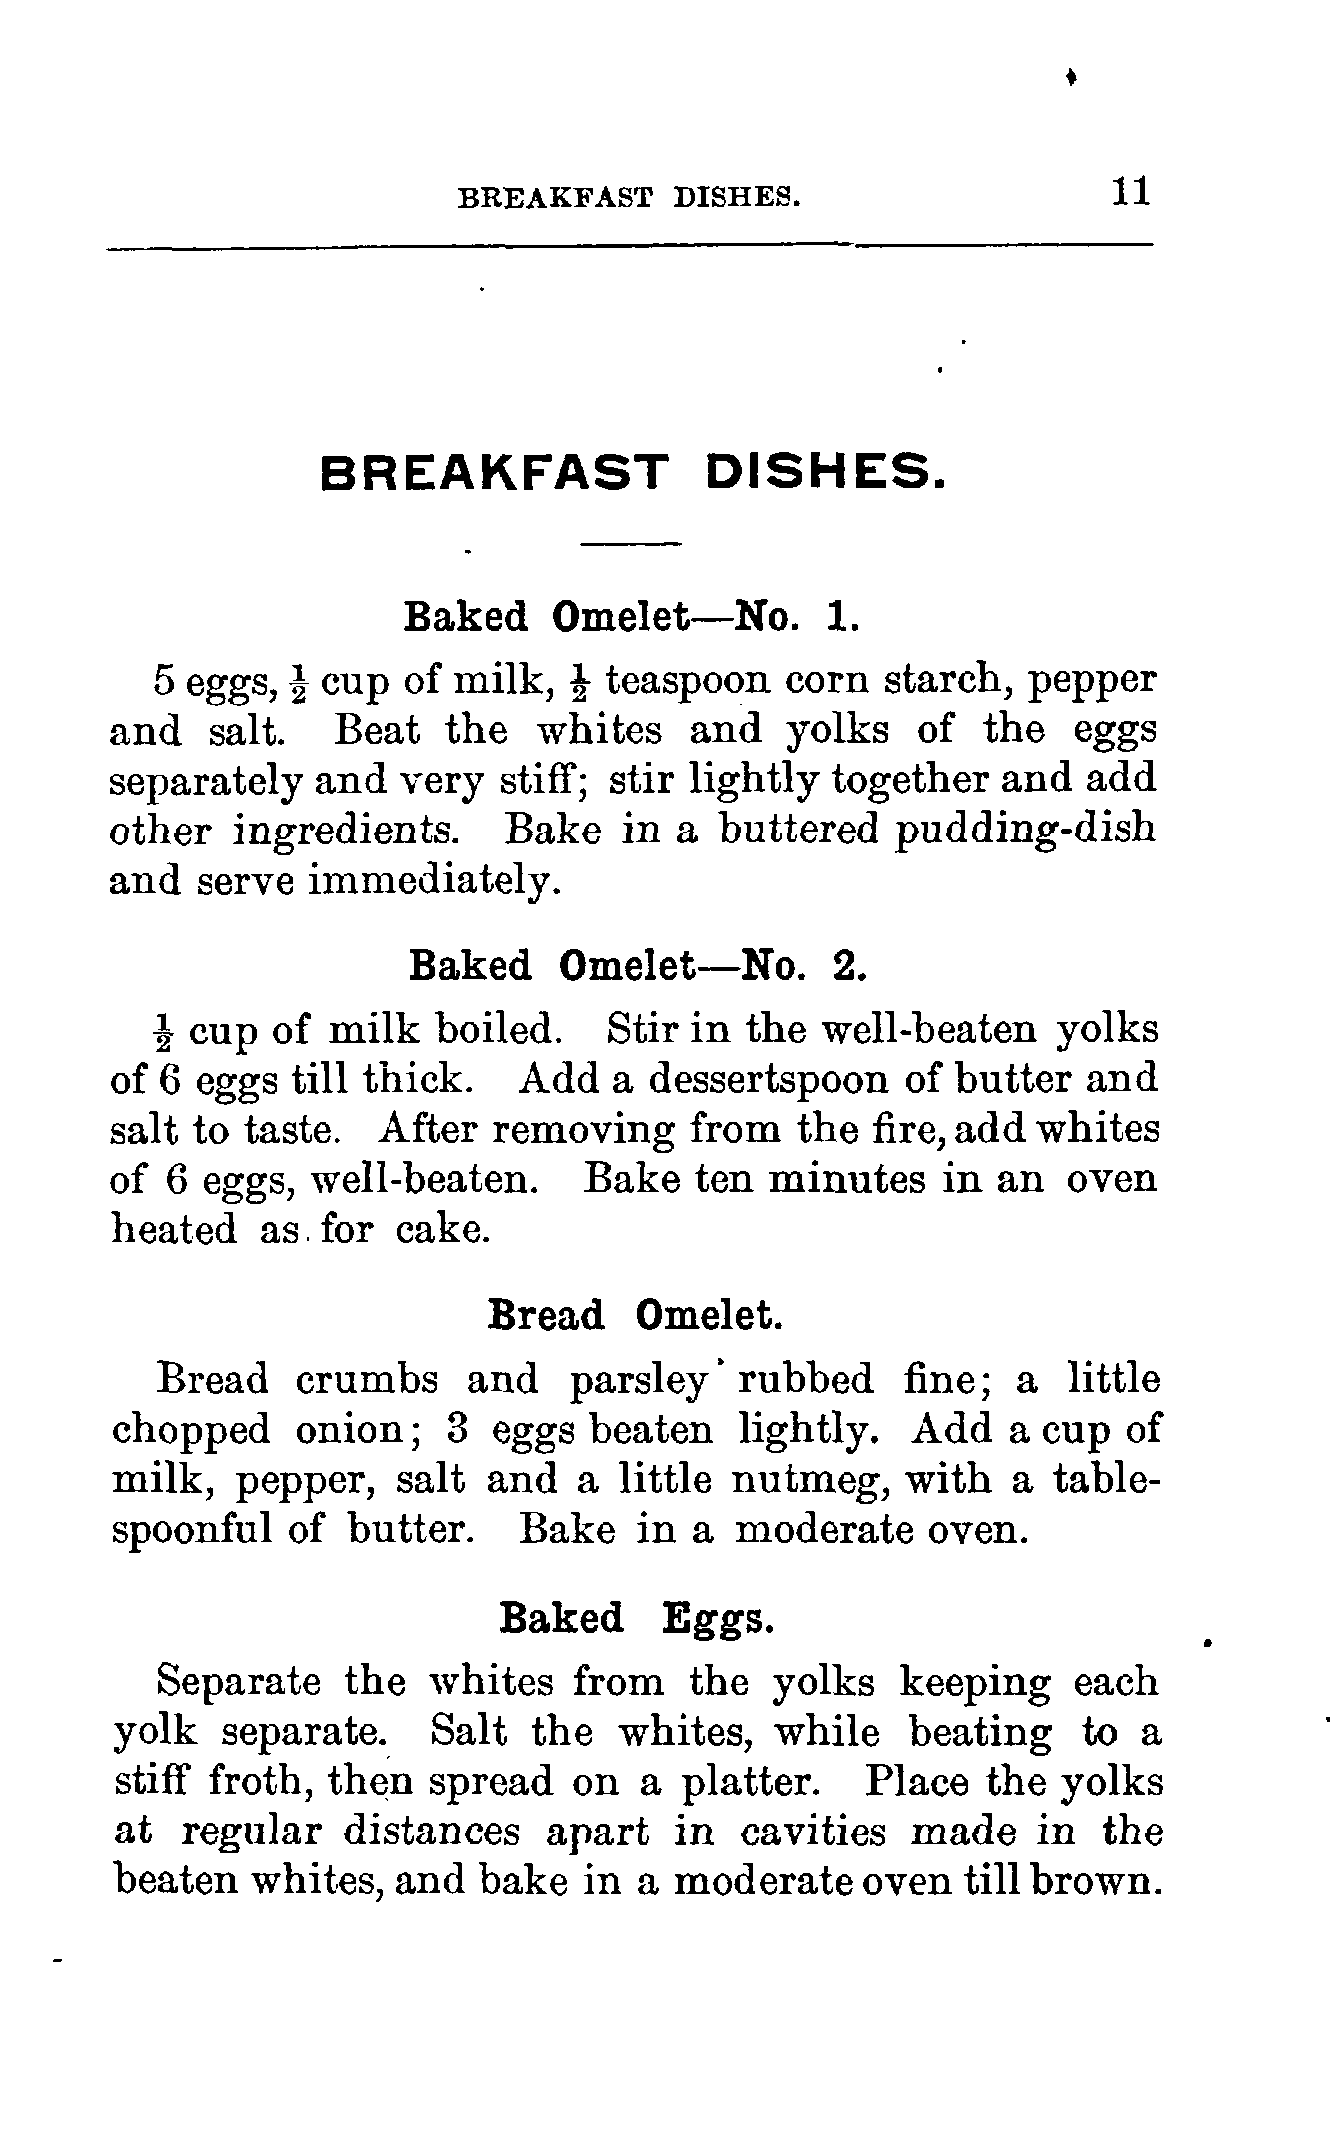 BREAKFAST DISHES. 11
BREAKFAST DISHES.
Baked Omelet—No. 1.
5 eggs, ½ cup of milk, ½ teaspoon corn starch, pepper
and salt. Beat the whites and yolks of the eggs
separately and very stiff; stir lightly together and add
other ingredients. Bake in a buttered pudding-dish
and serve immediately.
Baked Omelet—No. 2.
½ cup of milk boiled. Stir in the well-beaten yolks
of 6 eggs till thick. Add a dessertspoon of butter and
salt to taste. After removing from the fire, add whites
of 6 eggs, well-beaten. Bake ten minutes in an oven
heated as for cake.
Bread Omelet.
Bread crumbs and parsley rubbed fine; a little
chopped onion; 3 eggs beaten lightly. Add a cup of
milk, pepper, salt and a little nutmeg, with a table-
spoonful of butter. Bake in a moderate oven.
Baked Eggs.
Separate the whites from the yolks keeping each
yolk separate. Salt the whites, while beating to a
stiff froth, then spread on a platter. Place the yolks
at regular distances apart in cavities made in the
beaten whites, and bake in a moderate oven till brown.